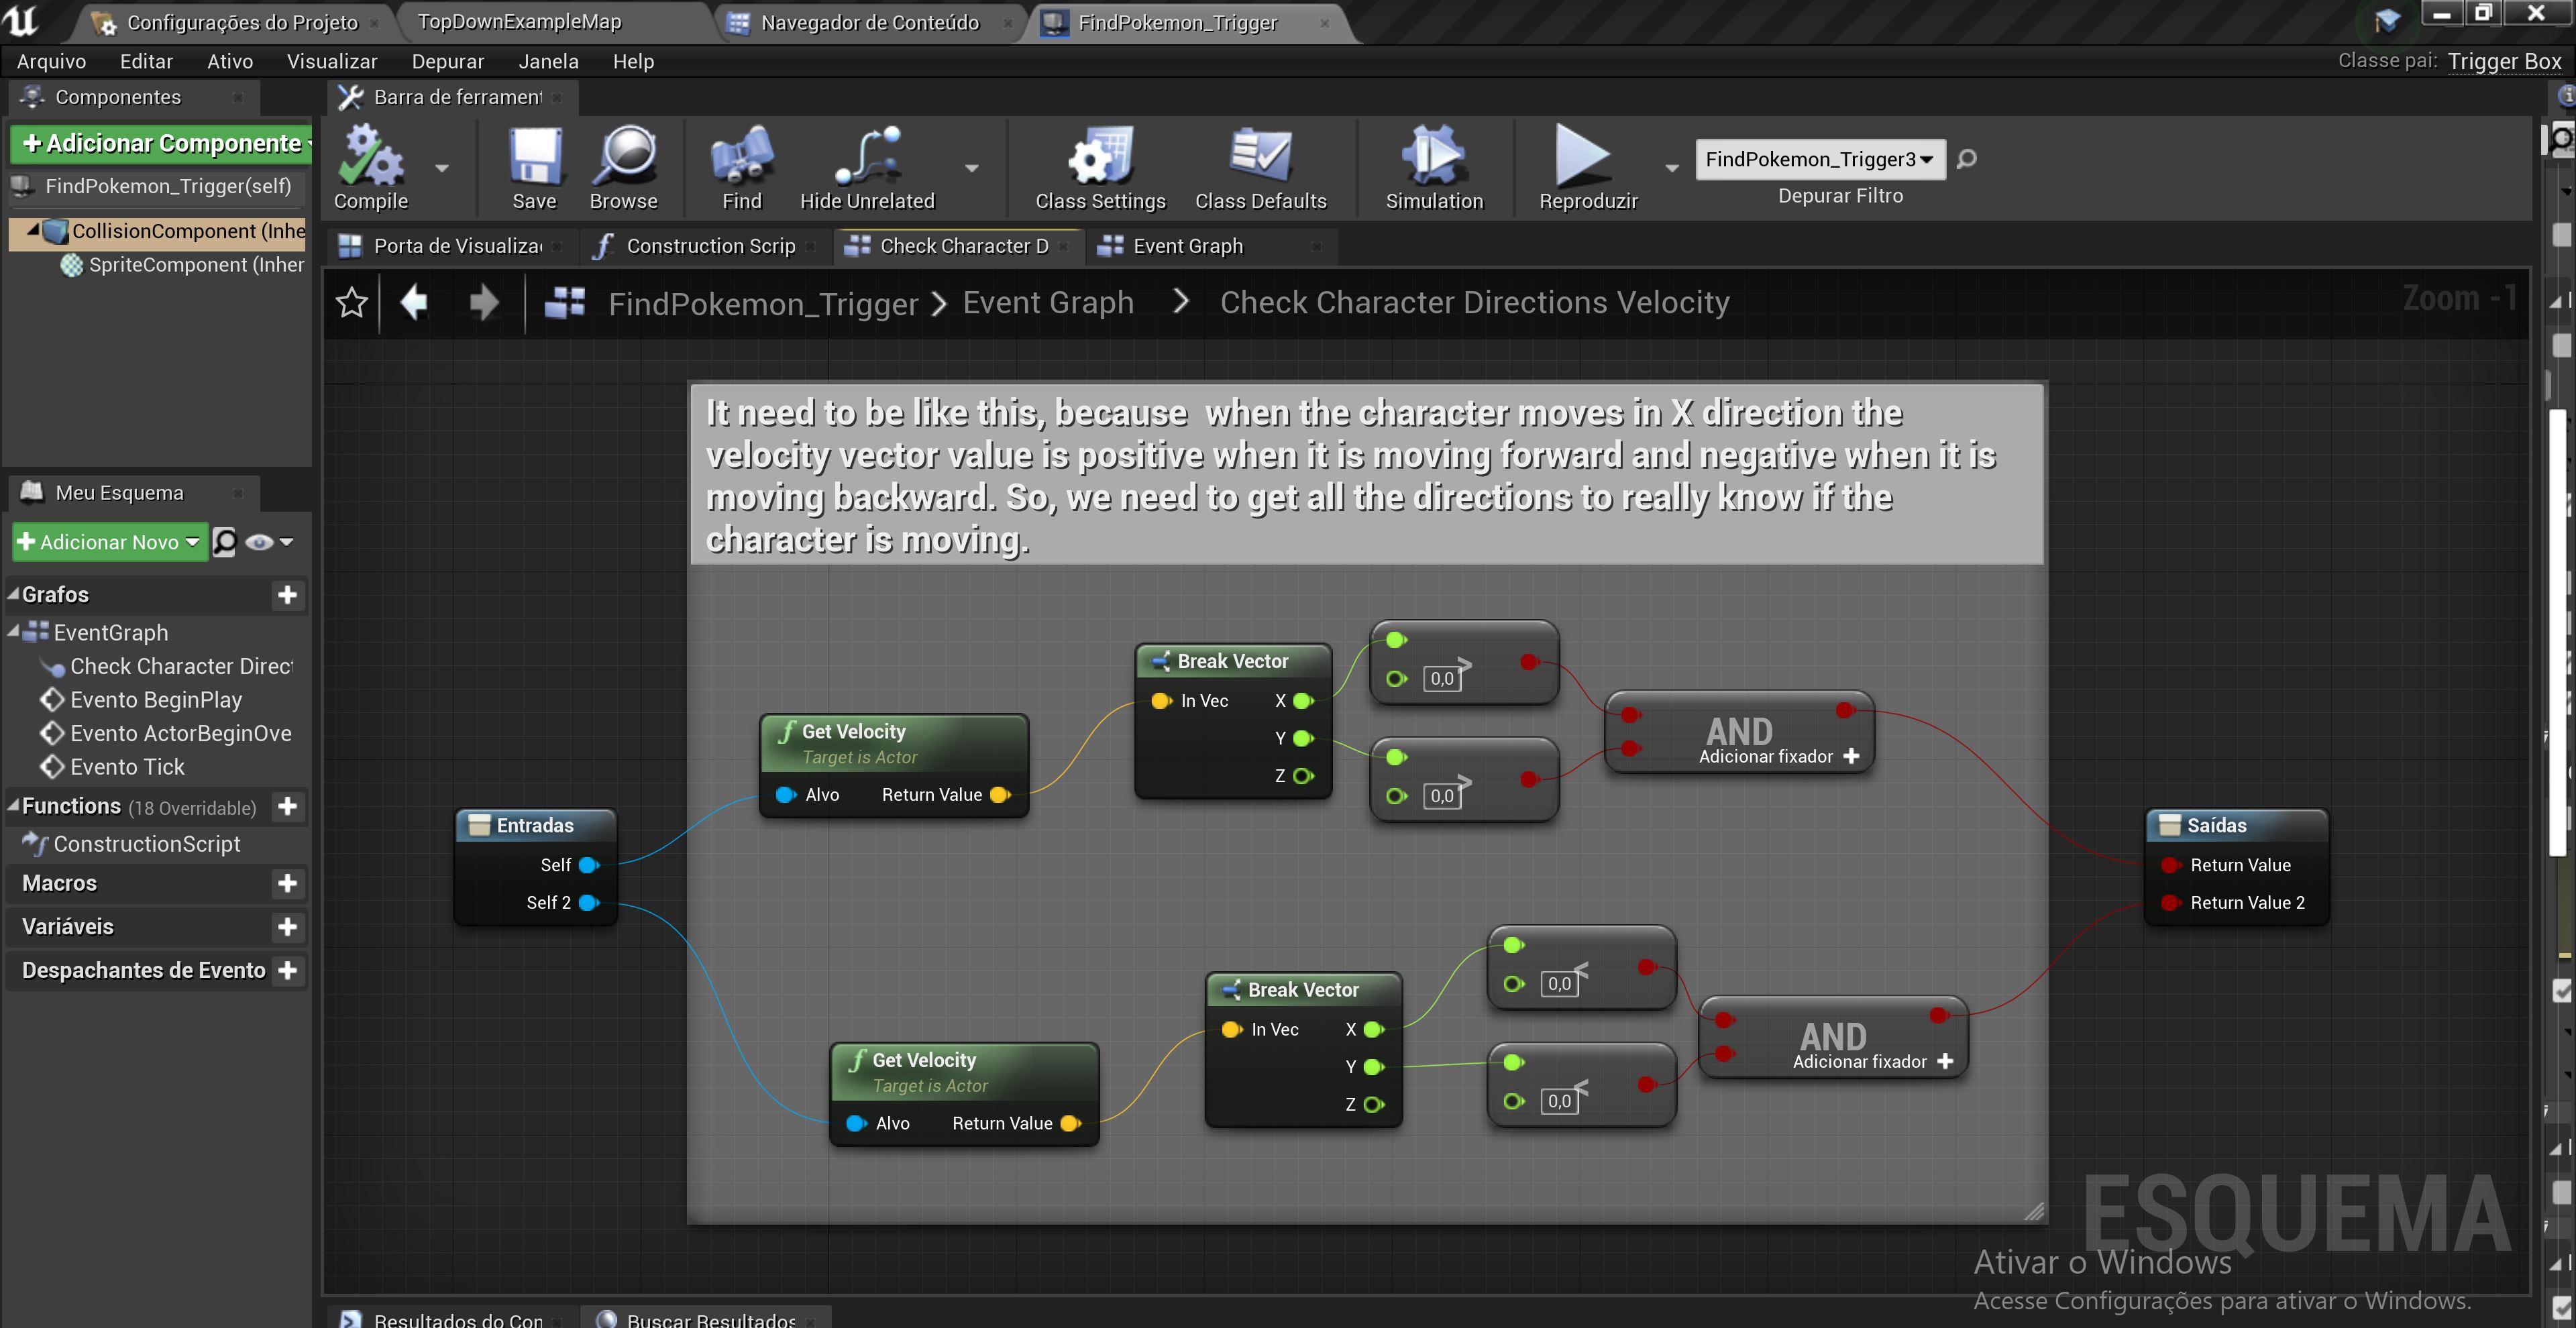 Configurações do Projeto
TopDownExampleMap
Navegador de Conteúdo
FindPokemon_Trigger
Arquivo Editar Ativo Visualizar Depurar Janela Help
Classe pai: Trigger Box
Componentes
+Adicionar Componente
FindPokemon_Trigger(self)
CollisionComponent (Inhe
SpriteComponent (Inher
Barra de ferrament
Compile
Save
Browse
Find
Hide Unrelated
Class Settings
Class Defaults
Simulation
Reproduzir
FindPokemon_Trigger3
Depurar Filtro
Porta de Visualiza
Construction Scrip
Check Character D
Event Graph
FindPokemon_Trigger > Event Graph > Check Character Directions Velocity
Zoom -1
Meu Esquema
+ Adicionar Novo
Grafos
EventGraph
Check Character Direct
Evento BeginPlay
Evento ActorBeginOve
Evento Tick
Functions (18 Overridable)
ConstructionScript
Macros
Variáveis
Despachantes de Evento
It need to be like this, because when the character moves in X direction the
velocity vector value is positive when it is moving forward and negative when it is
moving backward. So, we need to get all the directions to really know if the
character is moving.
Entradas
Self
Self 2
Get Velocity
Target is Actor
Alvo Return Value
Break Vector
In Vec X
Y
Z
0,0 >
0,0 >
AND
Adicionar fixador +
Get Velocity
Target is Actor
Alvo Return Value
Break Vector
In Vec X
Y
Z
0,0 <
0,0 <
AND
Adicionar fixador +
Saídas
Return Value
Return Value 2
ESQUEMA
Ativar o Windows
Acesse Configurações para ativar o Windows.
Resultados do Com
Buscar Resultados